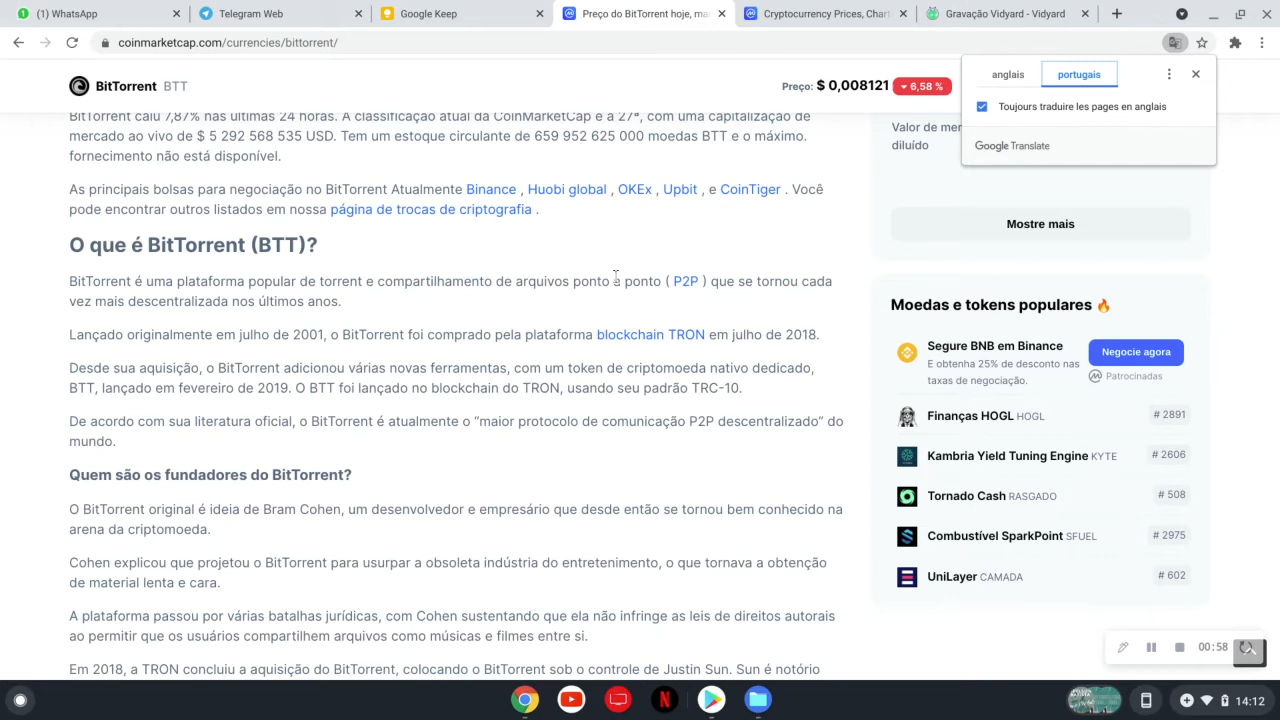 (1) WhatsApp
Telegram Web
Google Keep
Preço do BitTorrent hoje, ma
Cryptocurrency Prices, Char
Gravação Vidyard - Vidyard
coinmarketcap.com/currencies/bittorrent/
anglais
portugais
Toujours traduire les pages en anglais
Google Translate
BitTorrent BTT
Preço: $ 0,008121 6,58 %
BitTorrent caiu 7,87% nas últimas 24 horas. A classificação atual da CoinMarketCap é a 27ª, com uma capitalização de
mercado ao vivo de $ 5 292 568 535 USD. Tem um estoque circulante de 659 952 625 000 moedas BTT e o máximo.
fornecimento não está disponível.
As principais bolsas para negociação no BitTorrent Atualmente Binance , Huobi global , OKEx , Upbit , e CoinTiger . Você
pode encontrar outros listados em nossa página de trocas de criptografia .
O que é BitTorrent (BTT)?
BitTorrent é uma plataforma popular de torrent e compartilhamento de arquivos ponto a ponto ( P2P ) que se tornou cada
vez mais descentralizada nos últimos anos.
Lançado originalmente em julho de 2001, o BitTorrent foi comprado pela plataforma blockchain TRON em julho de 2018.
Desde sua aquisição, o BitTorrent adicionou várias novas ferramentas, com um token de criptomoeda nativo dedicado,
BTT, lançado em fevereiro de 2019. O BTT foi lançado no blockchain do TRON, usando seu padrão TRC-10.
De acordo com sua literatura oficial, o BitTorrent é atualmente o “maior protocolo de comunicação P2P descentralizado” do
mundo.
Quem são os fundadores do BitTorrent?
O BitTorrent original é ideia de Bram Cohen, um desenvolvedor e empresário que desde então se tornou bem conhecido na
arena da criptomoeda.
Cohen explicou que projetou o BitTorrent para usurpar a obsoleta indústria do entretenimento, o que tornava a obtenção
de material lenta e cara.
A plataforma passou por várias batalhas jurídicas, com Cohen sustentando que ela não infringe as leis de direitos autorais
ao permitir que os usuários compartilhem arquivos como músicas e filmes entre si.
Em 2018, a TRON concluiu a aquisição do BitTorrent, colocando o BitTorrent sob o controle de Justin Sun. Sun é notório
Valor de mer
diluído
Mostre mais
Moedas e tokens populares 🔥
Segure BNB em Binance
E obtenha 25% de desconto nas
taxas de negociação.
Negocie agora
Patrocinadas
Finanças HOGL HOGL # 2891
Kambria Yield Tuning Engine KYTE # 2606
Tornado Cash RASGADO # 508
Combustível SparkPoint SFUEL # 2975
UniLayer CAMADA # 602
00:58
14:12